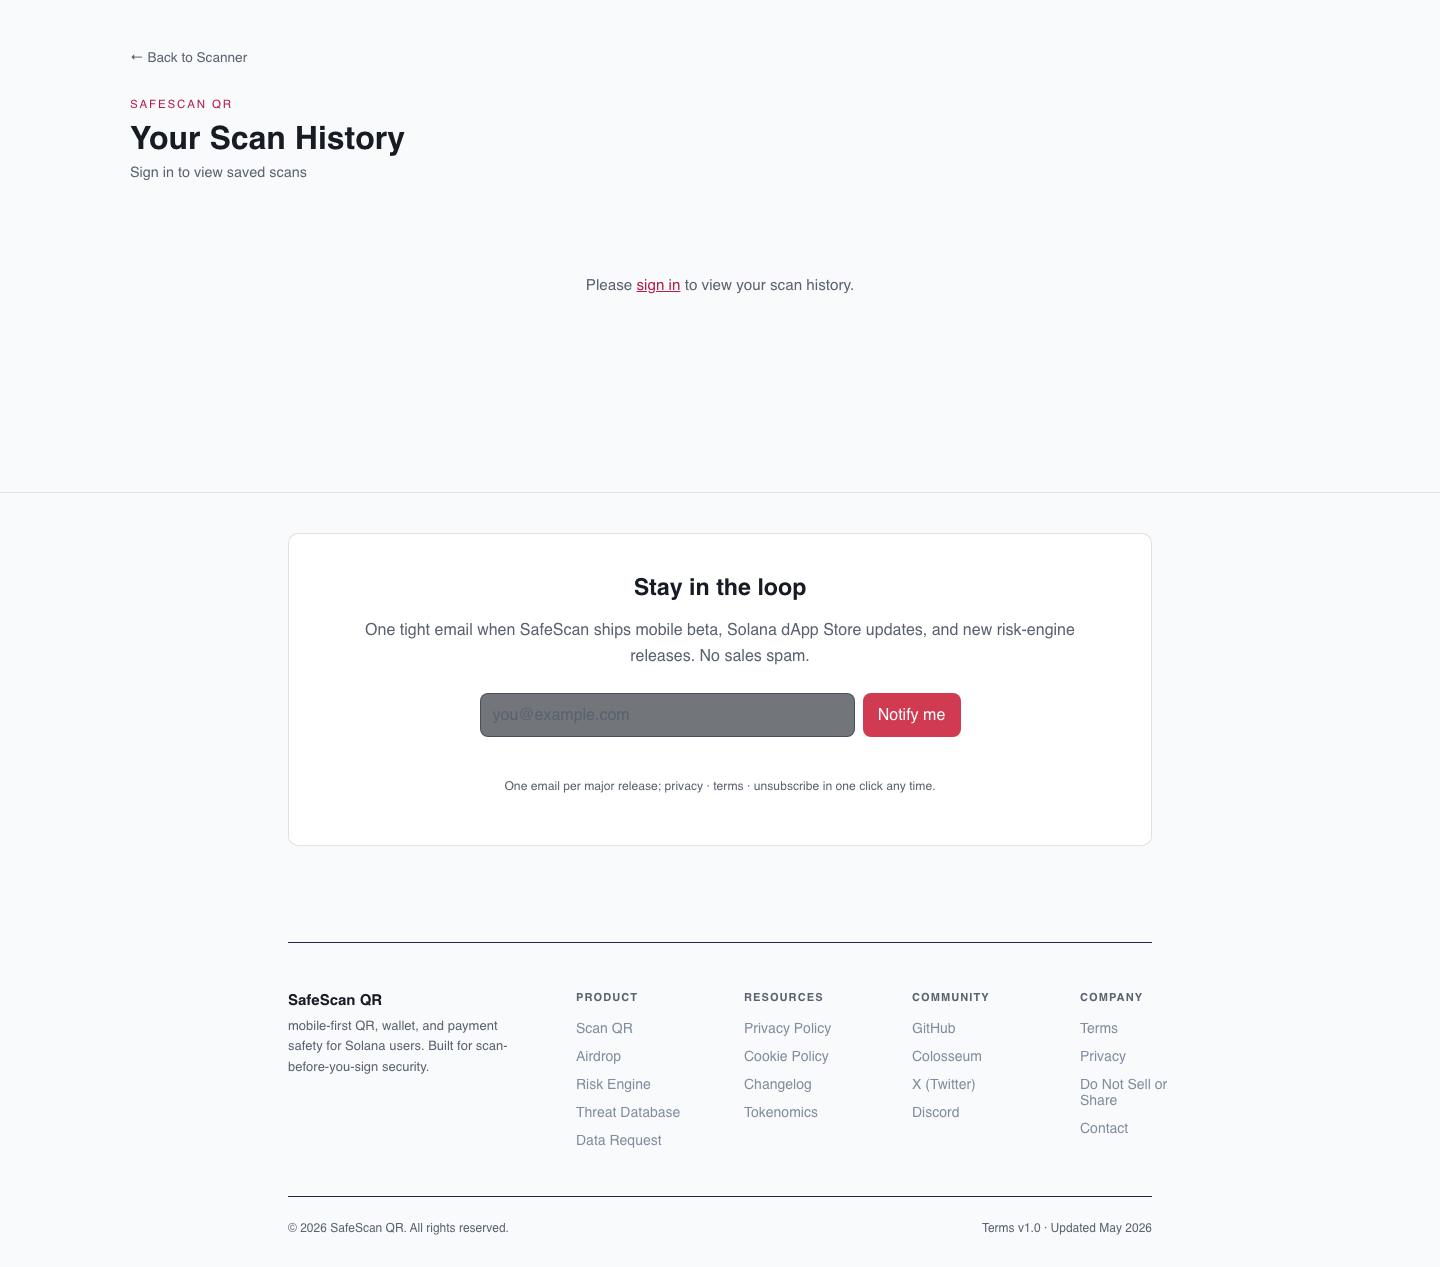 ← Back to Scanner
SAFESCAN QR
Your Scan History
Sign in to view saved scans
Please sign in to view your scan history.
Stay in the loop
One tight email when SafeScan ships mobile beta, Solana dApp Store updates, and new risk-engine
releases. No sales spam.
you@example.com
Notify me
One email per major release; privacy · terms · unsubscribe in one click any time.
SafeScan QR
mobile-first QR, wallet, and payment
safety for Solana users. Built for scan-
before-you-sign security.
PRODUCT
Scan QR
Airdrop
Risk Engine
Threat Database
Data Request
RESOURCES
Privacy Policy
Cookie Policy
Changelog
Tokenomics
COMMUNITY
GitHub
Colosseum
X (Twitter)
Discord
COMPANY
Terms
Privacy
Do Not Sell or
Share
Contact
© 2026 SafeScan QR. All rights reserved.
Terms v1.0 · Updated May 2026